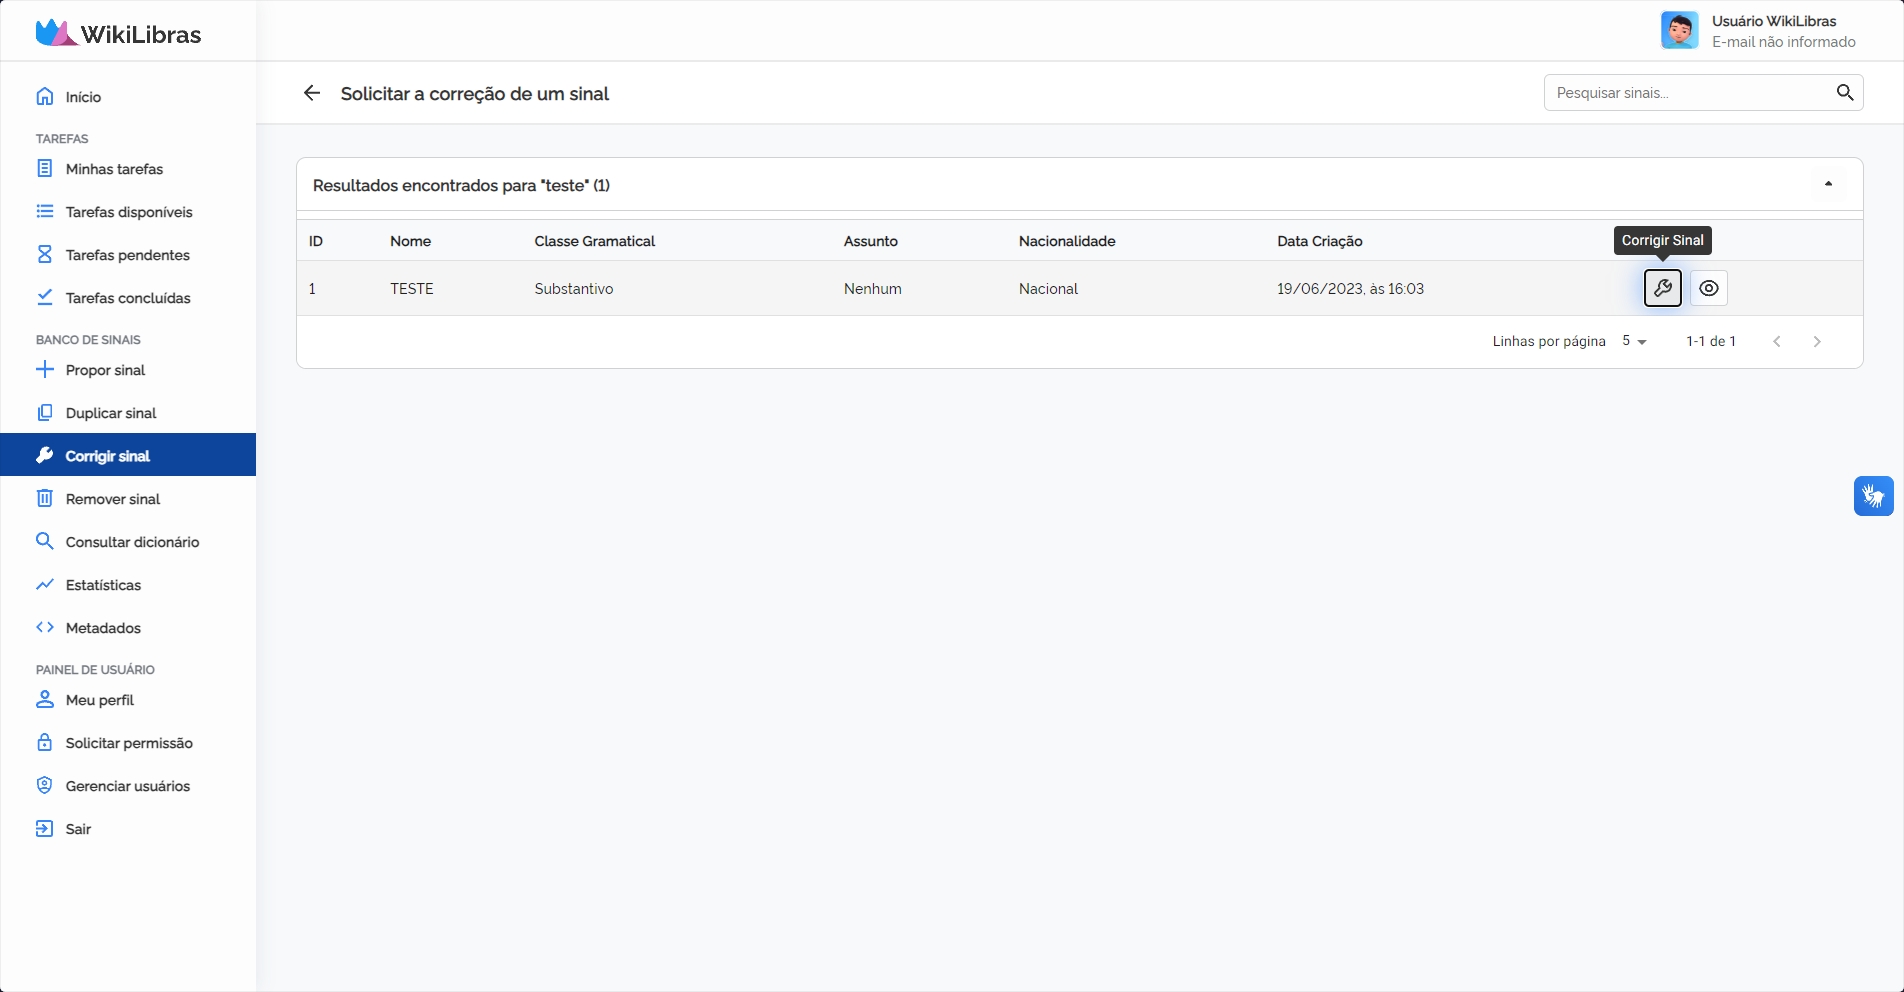 WikiLibras
Usuário WikiLibras
E-mail não informado
Início
TAREFAS
Minhas tarefas
Tarefas disponíveis
Tarefas pendentes
Tarefas concluídas
BANCO DE SINAIS
Propor sinal
Duplicar sinal
Corrigir sinal
Remover sinal
Consultar dicionário
Estatísticas
Metadados
PAINEL DE USUÁRIO
Meu perfil
Solicitar permissão
Gerenciar usuários
Sair
Solicitar a correção de um sinal
Pesquisar sinais...
Resultados encontrados para "teste" (1)
ID Nome Classe Gramatical Assunto Nacionalidade Data Criação
Corrigir Sinal
1 TESTE Substantivo Nenhum Nacional 19/06/2023, às 16:03
Linhas por página 5 1-1 de 1